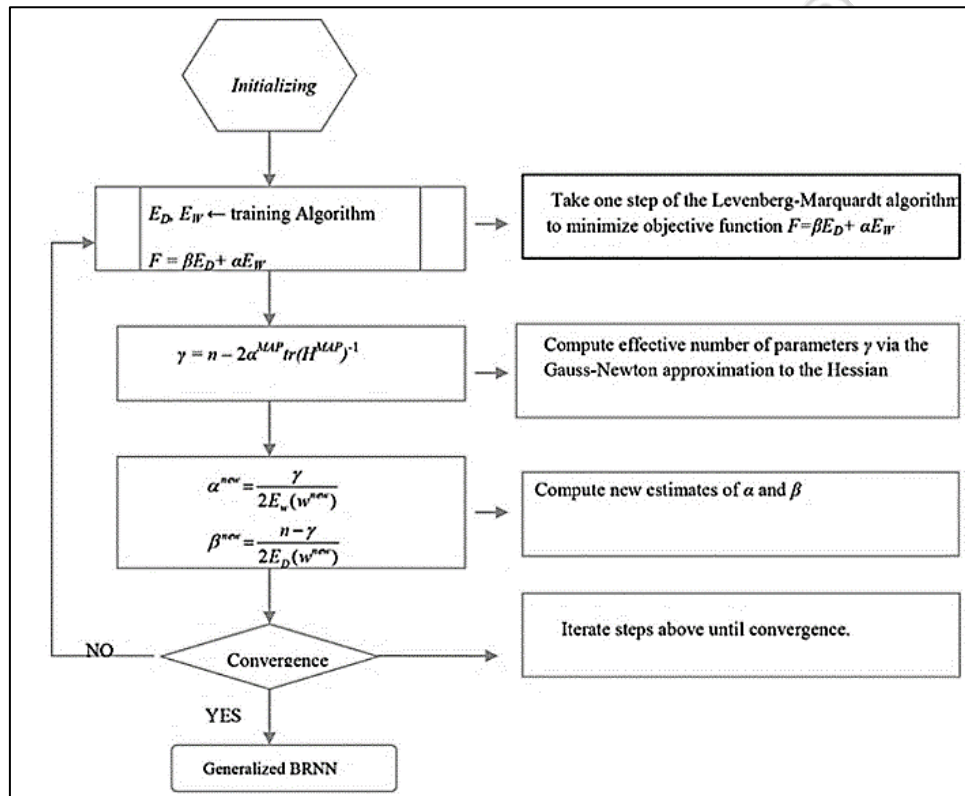 Initializing
E_D, E_W ← training Algorithm
F = βE_D + αE_W
Take one step of the Levenberg-Marquardt algorithm
to minimize objective function F=βE_D+ αE_W
γ = n – 2α^MAP tr(H^MAP)^-1
Compute effective number of parameters γ via the
Gauss-Newton approximation to the Hessian
α^new = γ / 2E_w(w^new)
β^new = n – γ / 2E_D(w^new)
Compute new estimates of α and β
Iterate steps above until convergence.
NO
Convergence
YES
Generalized BRNN